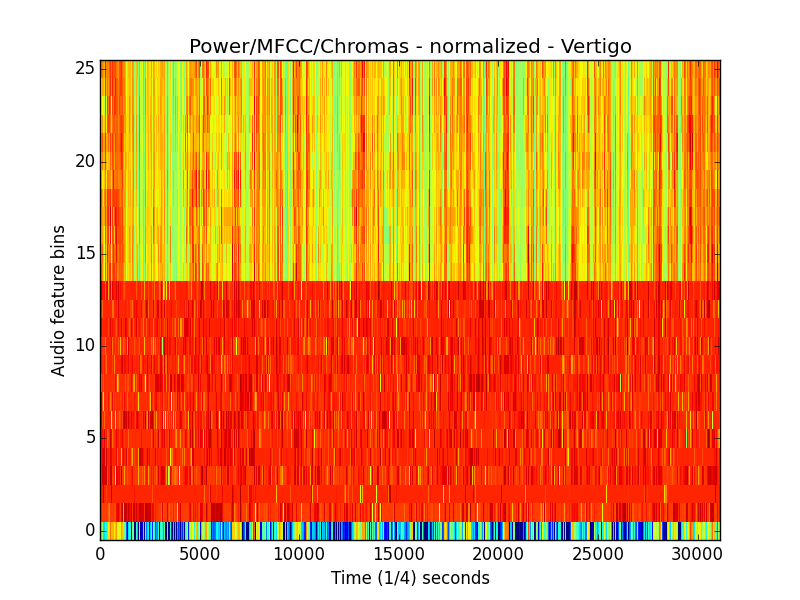 Power/MFCC/Chromas - normalized - Vertigo
25
20
15
10
5
0
Audio feature bins
0 5000 10000 15000 20000 25000 30000
Time (1/4) seconds